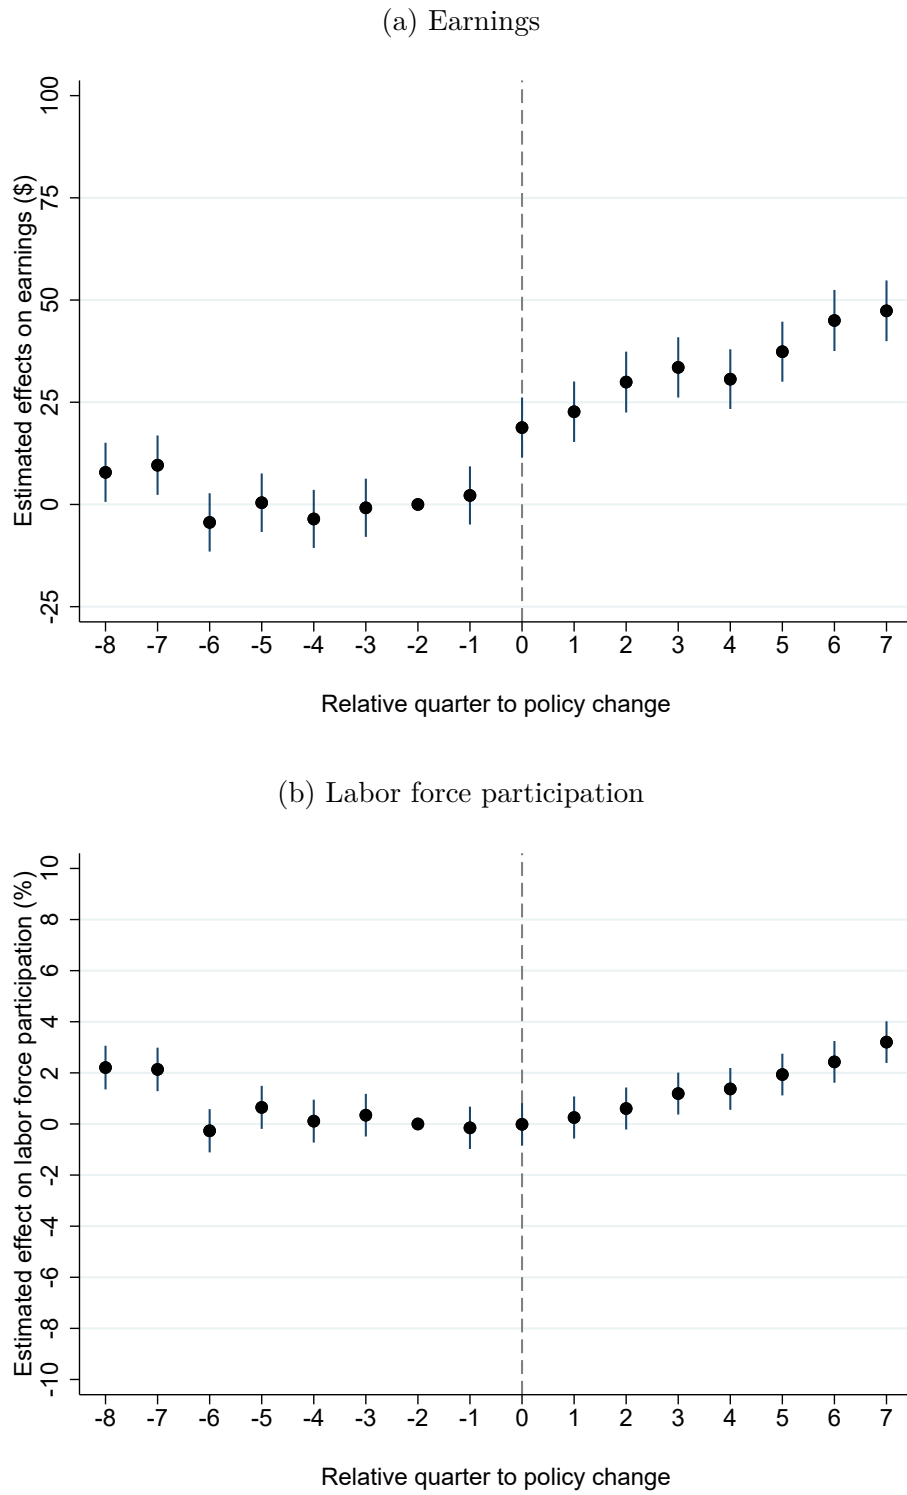 (a) Earnings
Estimated effects on earnings ($)
100
75
50
25
0
-25
-8 -7 -6 -5 -4 -3 -2 -1 0 1 2 3 4 5 6 7
Relative quarter to policy change
(b) Labor force participation
Estimated effect on labor force participation (%)
10
8
6
4
2
0
-2
-4
-6
-8
-10
-8 -7 -6 -5 -4 -3 -2 -1 0 1 2 3 4 5 6 7
Relative quarter to policy change